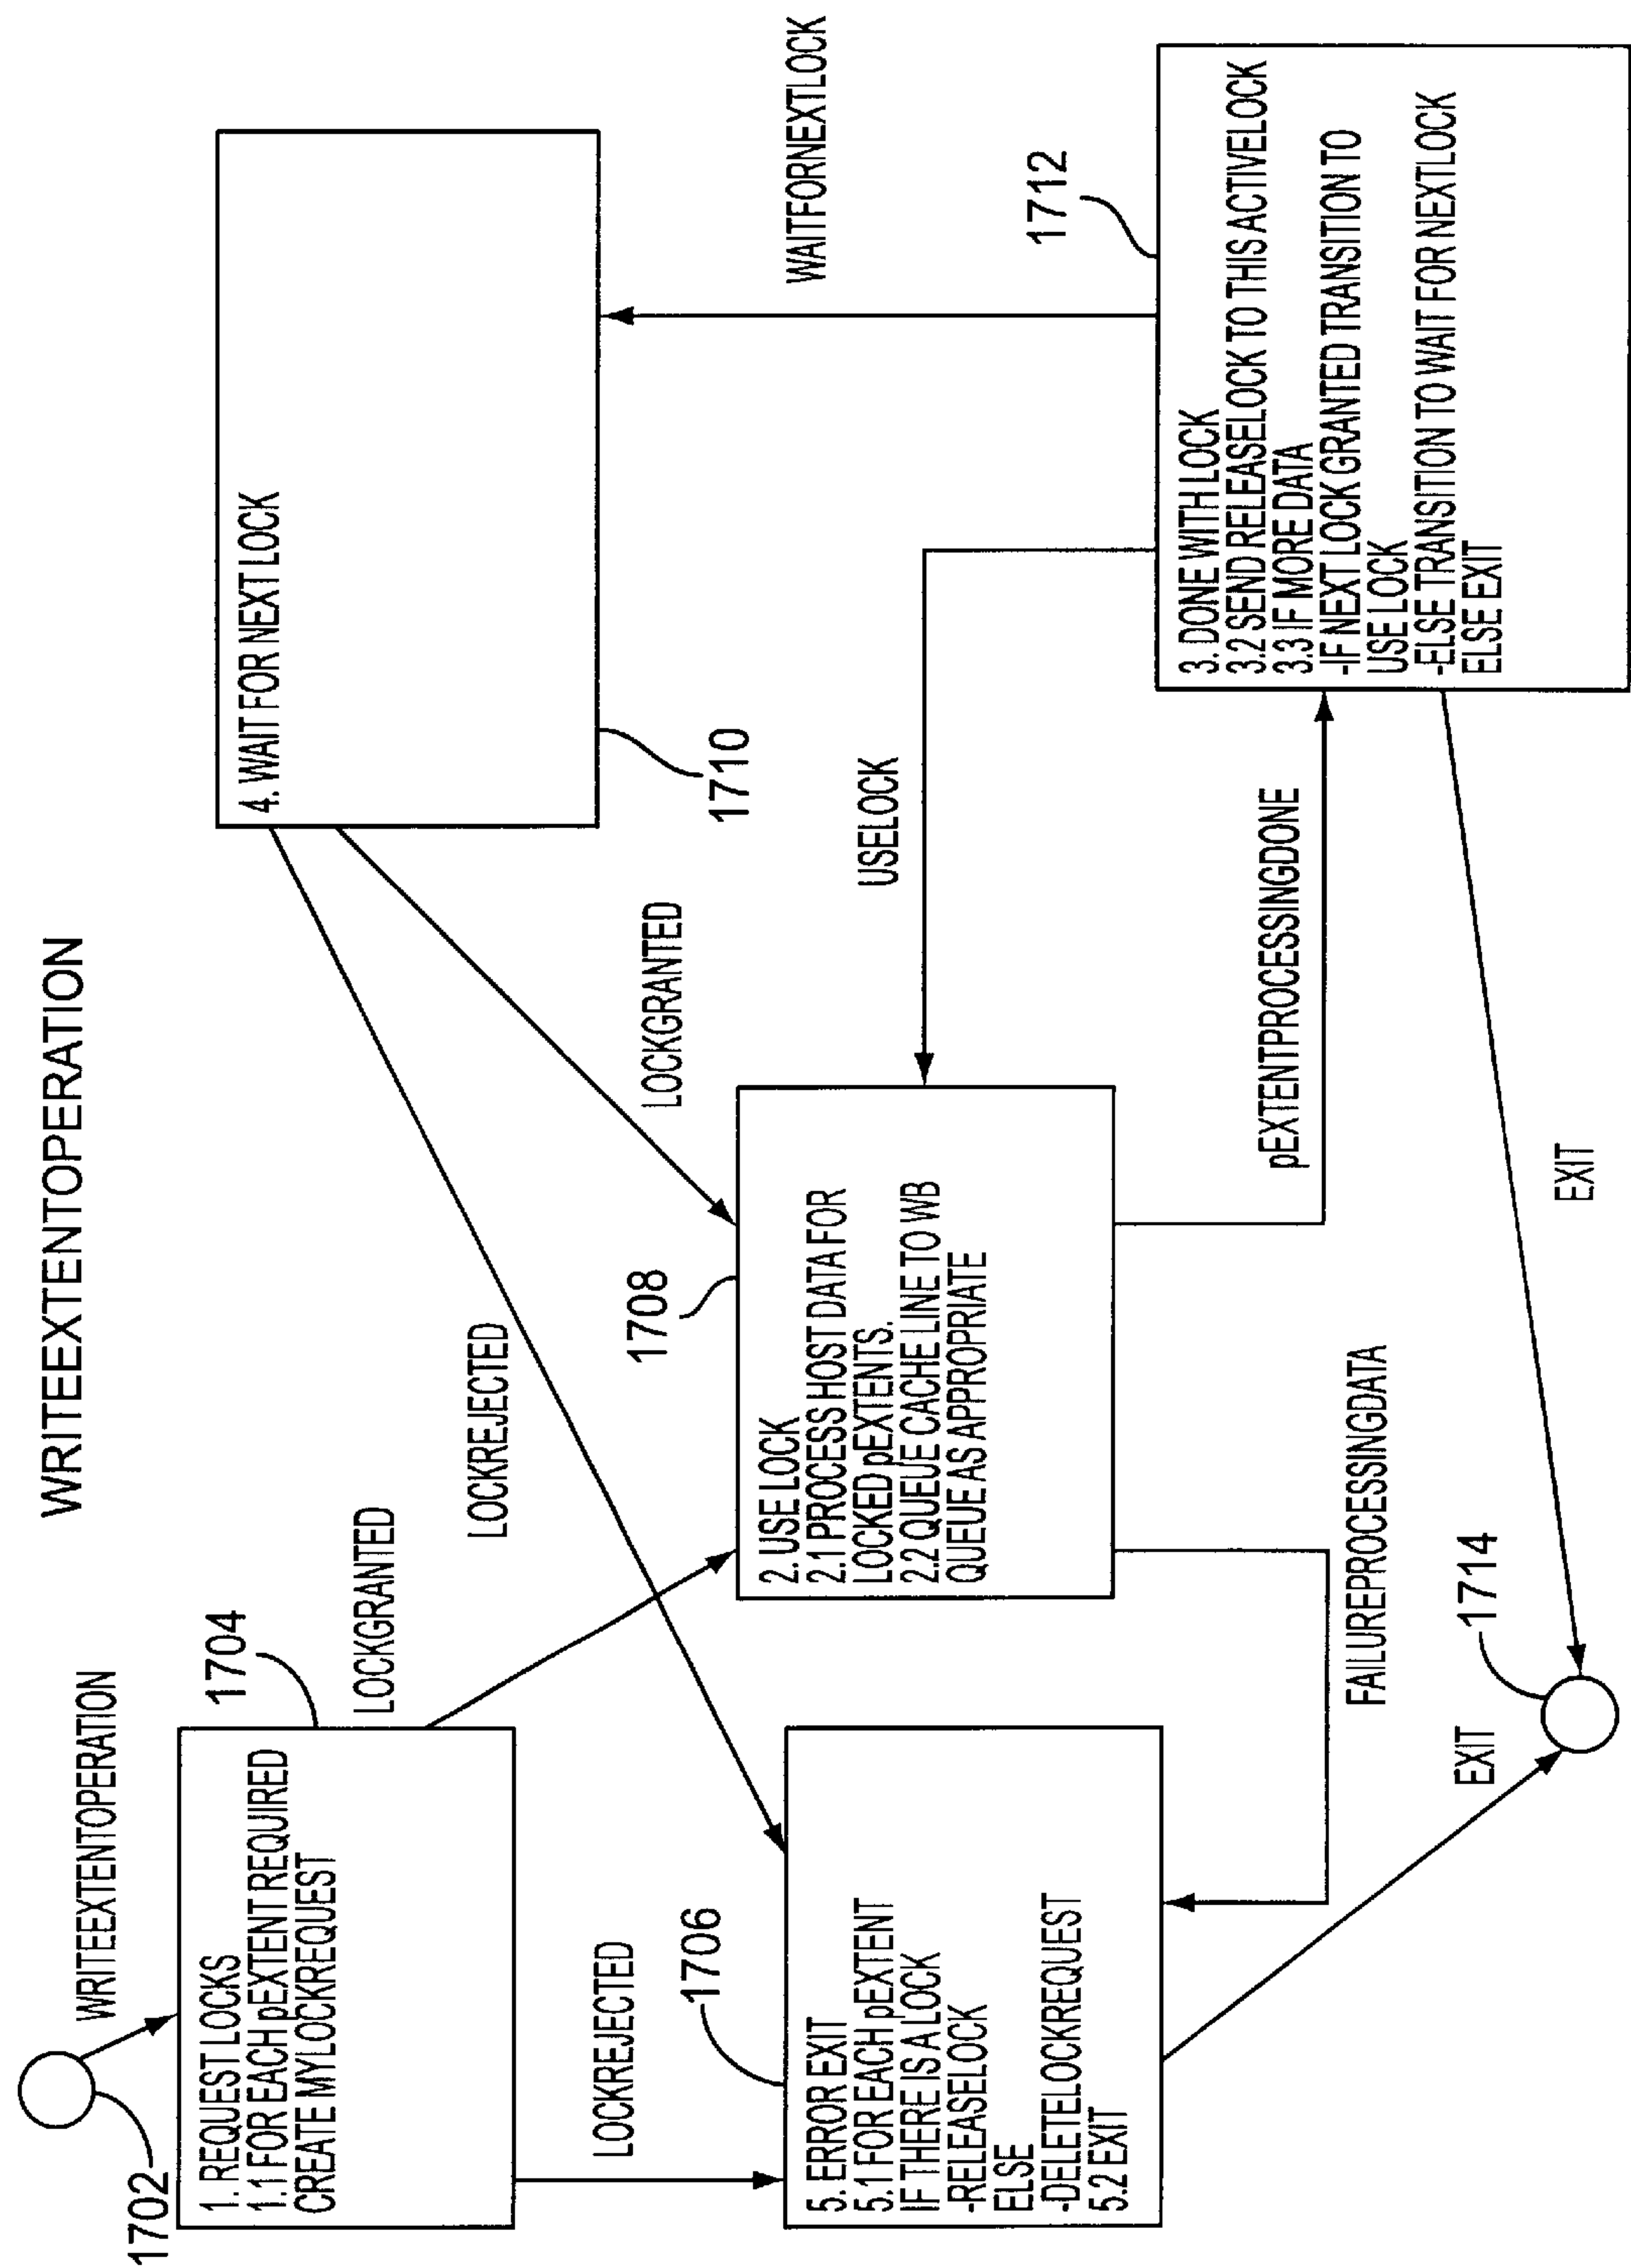 WRITEEXTENTOPERATION
1702
WRITEEXTENTOPERATION
1. REQUEST LOCKS
1.1 FOR EACH pEXTENT REQUIRED
CREATE MYLOCKREQUEST
1704
LOCKGRANTED
LOCKREJECTED
LOCKREJECTED
LOCKGRANTED
4. WAIT FOR NEXT LOCK
1710
WAITFORNEXTLOCK
5. ERROR EXIT
5.1 FOR EACH pEXTENT
IF THERE IS A LOCK
-RELEASELOCK
ELSE
-DELETELOCKREQUEST
5.2 EXIT
1706
2. USE LOCK
2.1 PROCESS HOST DATA FOR
LOCKED pEXTENTS.
2.2 QUEUE CACHE LINE TO WB
QUEUE AS APPROPRIATE
1708
USELOCK
pEXTENTPROCESSINGDONE
FAILUREPROCESSINGDATA
3. DONE WITH LOCK
3.2 SEND RELEASELOCK TO THIS ACTIVELOCK
3.3 IF MORE DATA
-IF NEXT LOCK GRANTED TRANSITION TO
USE LOCK
-ELSE TRANSITION TO WAIT FOR NEXTLOCK
ELSE EXIT
1712
EXIT
1714
EXIT